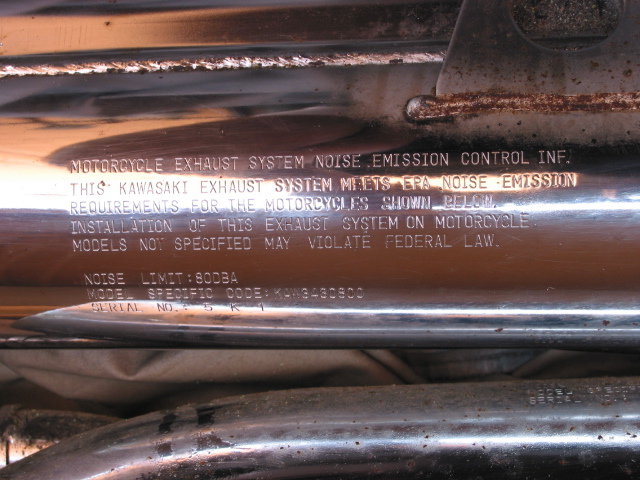 MOTORCYCLE EXHAUST SYSTEM NOISE EMISSION CONTROL INF.
THIS KAWASAKI EXHAUST SYSTEM MEETS EPA NOISE EMISSION
REQUIREMENTS FOR THE MOTORCYCLES SHOWN BELOW.
INSTALLATION OF THIS EXHAUST SYSTEM ON MOTORCYCLE
MODELS NOT SPECIFIED MAY VIOLATE FEDERAL LAW.
NOISE LIMIT:80DBA
MODEL SPECIFIC CODE:
SERIAL NO.